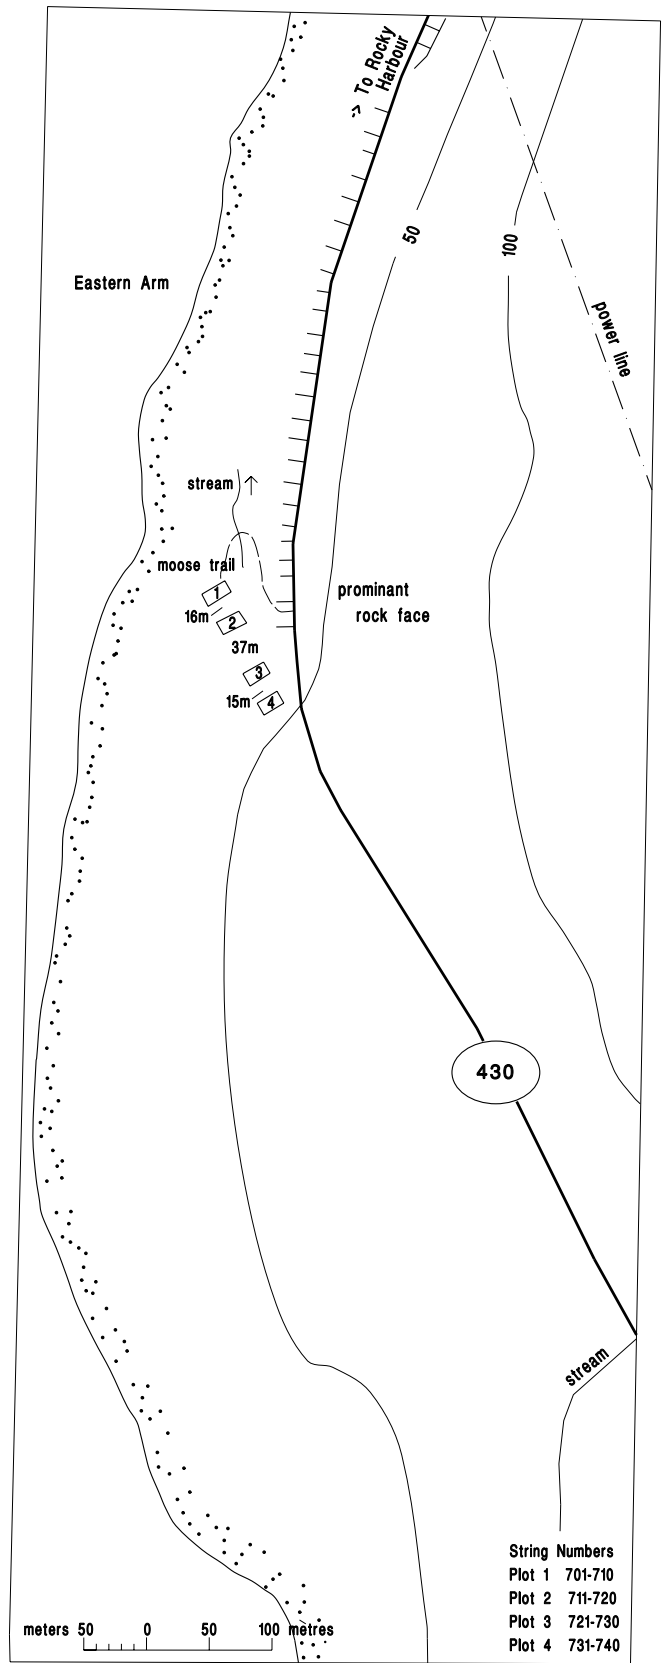 -> To Rocky
Harbour
50
100
Eastern Arm
power line
stream
moose trail
1
16m
2
prominant
rock face
37m
3
15m
4
430
stream
String Numbers
Plot 1 701-710
Plot 2 711-720
Plot 3 721-730
Plot 4 731-740
meters 50 0 50 100 metres